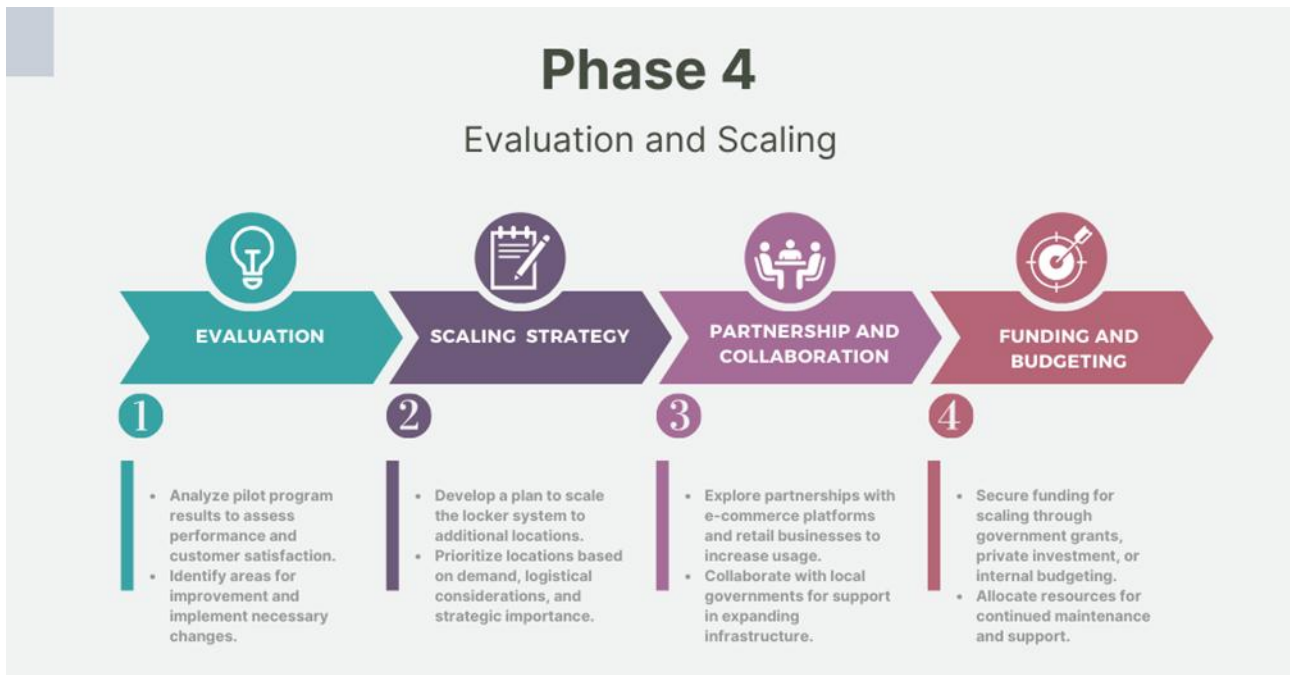 Phase 4
Evaluation and Scaling
EVALUATION
SCALING STRATEGY
PARTNERSHIP AND
COLLABORATION
FUNDING AND
BUDGETING
1
• Analyze pilot program
results to assess
performance and
customer satisfaction.
• Identify areas for
improvement and
implement necessary
changes.
2
• Develop a plan to scale
the locker system to
additional locations.
• Prioritize locations based
on demand, logistical
considerations, and
strategic importance.
3
• Explore partnerships with
e-commerce platforms
and retail businesses to
increase usage.
• Collaborate with local
governments for support
in expanding
infrastructure.
4
• Secure funding for
scaling through
government grants,
private investment, or
internal budgeting.
• Allocate resources for
continued maintenance
and support.